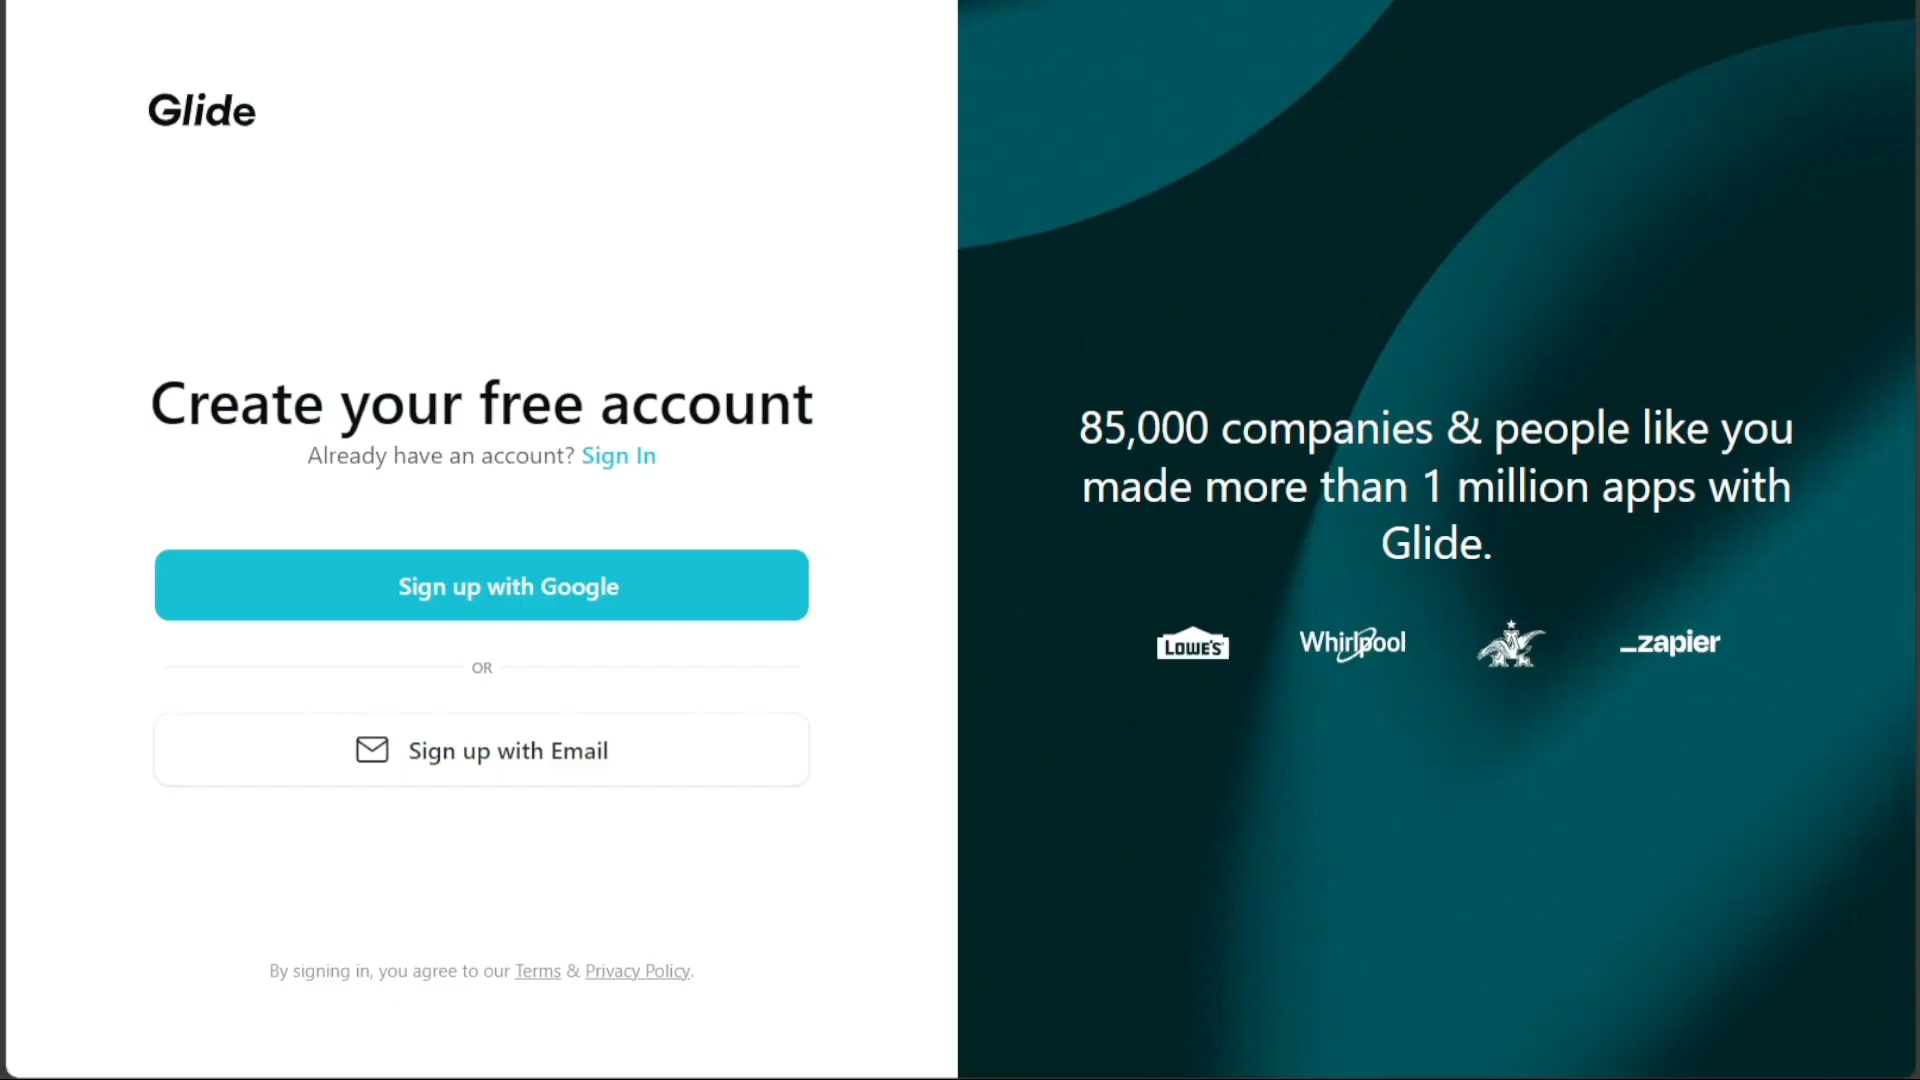 Glide
Create your free account
Already have an account? Sign In
Sign up with Google
OR
Sign up with Email
By signing in, you agree to our Terms & Privacy Policy.
85,000 companies & people like you
made more than 1 million apps with
Glide.
LOWE'S
Whirlpool
_zapier